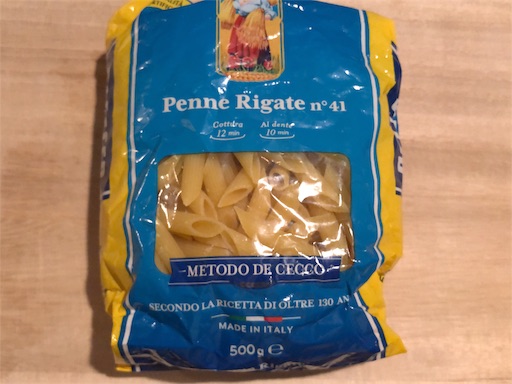 Penne Rigate n°41
Cottura
12 min
Al dente
10 min
METODO DE CECCO
SECONDO LA RICETTA DI OLTRE 130 AN
MADE IN ITALY
500g ℮